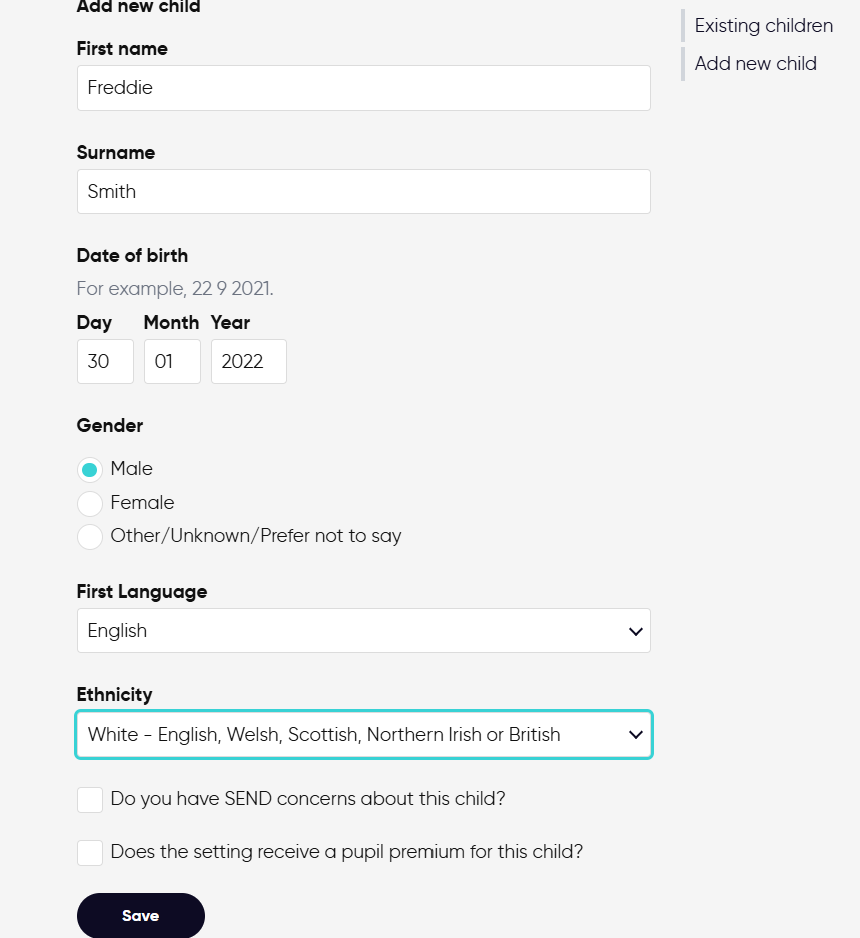 Add new child
Existing children
Add new child
First name
Freddie
Surname
Smith
Date of birth
For example, 22 9 2021.
Day Month Year
30 01 2022
Gender
Male
Female
Other/Unknown/Prefer not to say
First Language
English
Ethnicity
White - English, Welsh, Scottish, Northern Irish or British
Do you have SEND concerns about this child?
Does the setting receive a pupil premium for this child?
Save